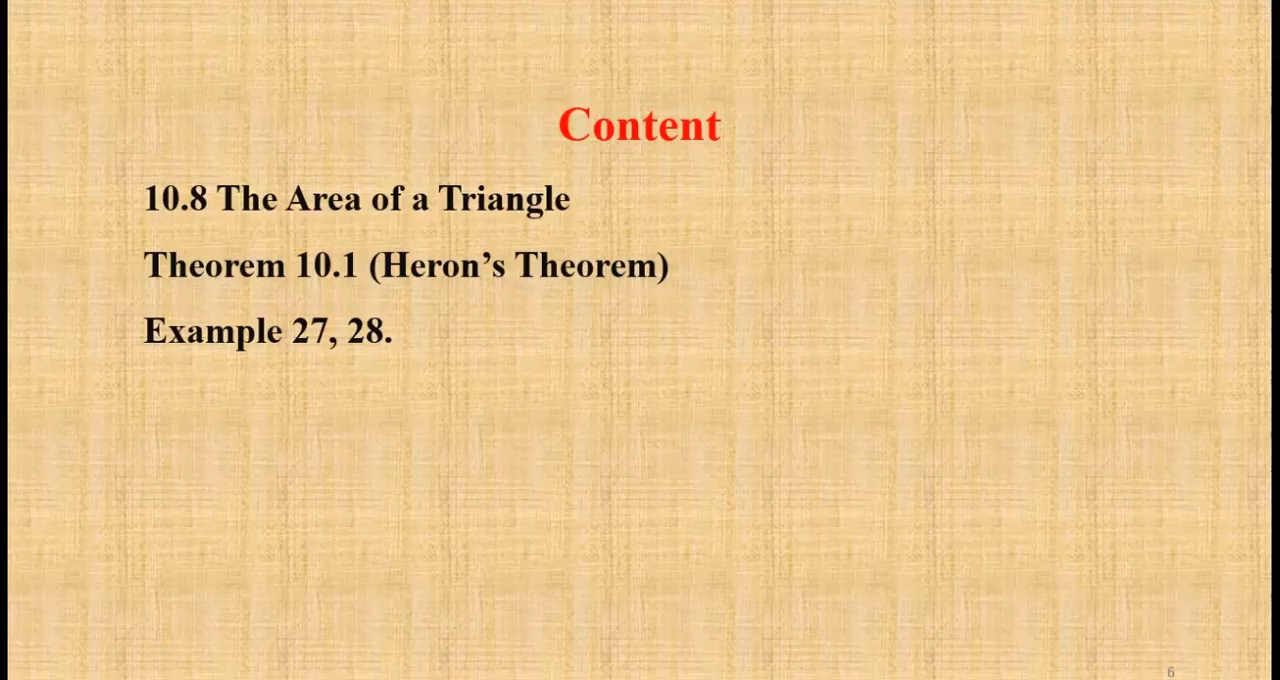 Content
10.8 The Area of a Triangle
Theorem 10.1 (Heron’s Theorem)
Example 27, 28.
6